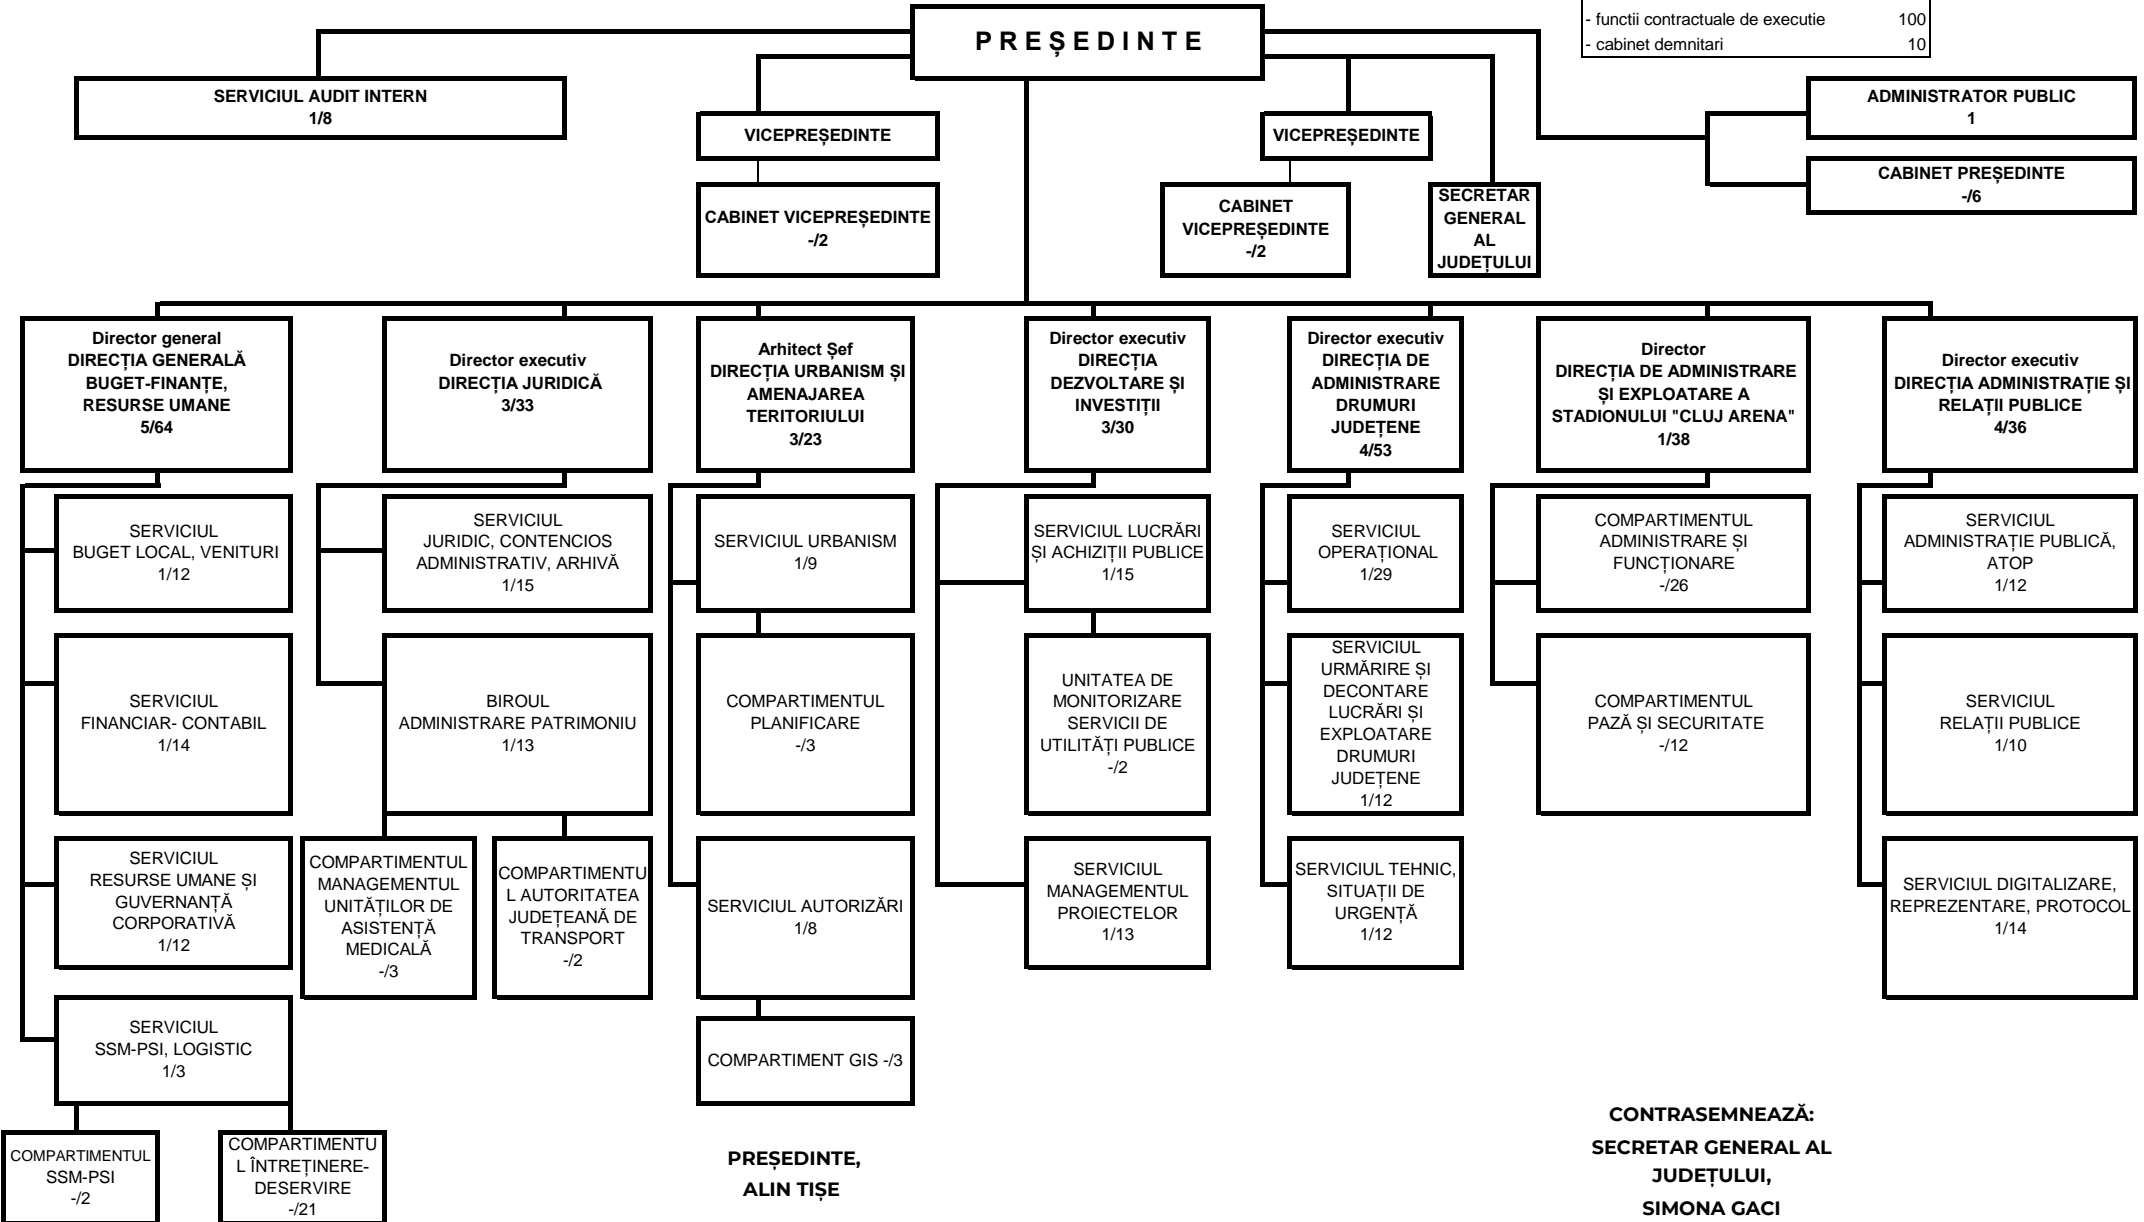 - functii contractuale de executie 100
- cabinet demnitari 10
PREȘEDINTE
SERVICIUL AUDIT INTERN
1/8
VICEPREȘEDINTE
VICEPREȘEDINTE
ADMINISTRATOR PUBLIC
1
CABINET PREȘEDINTE
-/6
CABINET VICEPREȘEDINTE
-/2
CABINET
VICEPREȘEDINTE
-/2
SECRETAR
GENERAL
AL
JUDEȚULUI
Director general
DIRECȚIA GENERALĂ
BUGET-FINANȚE,
RESURSE UMANE
5/64
Director executiv
DIRECȚIA JURIDICĂ
3/33
Arhitect Șef
DIRECȚIA URBANISM ȘI
AMENAJAREA
TERITORIULUI
3/23
Director executiv
DIRECȚIA
DEZVOLTARE ȘI
INVESTIȚII
3/30
Director executiv
DIRECȚIA DE
ADMINISTRARE
DRUMURI
JUDEȚENE
4/53
Director
DIRECȚIA DE ADMINISTRARE
ȘI EXPLOATARE A
STADIONULUI "CLUJ ARENA"
1/38
Director executiv
DIRECȚIA ADMINISTRAȚIE ȘI
RELAȚII PUBLICE
4/36
SERVICIUL
BUGET LOCAL, VENITURI
1/12
SERVICIUL
JURIDIC, CONTENCIOS
ADMINISTRATIV, ARHIVĂ
1/15
SERVICIUL URBANISM
1/9
SERVICIUL LUCRĂRI
ȘI ACHIZIȚII PUBLICE
1/15
SERVICIUL
OPERAȚIONAL
1/29
COMPARTIMENTUL
ADMINISTRARE ȘI
FUNCȚIONARE
-/26
SERVICIUL
ADMINISTRAȚIE PUBLICĂ,
ATOP
1/12
SERVICIUL
FINANCIAR- CONTABIL
1/14
BIROUL
ADMINISTRARE PATRIMONIU
1/13
COMPARTIMENTUL
PLANIFICARE
-/3
UNITATEA DE
MONITORIZARE
SERVICII DE
UTILITĂȚI PUBLICE
-/2
SERVICIUL
URMĂRIRE ȘI
DECONTARE
LUCRĂRI ȘI
EXPLOATARE
DRUMURI
JUDEȚENE
1/12
COMPARTIMENTUL
PAZĂ ȘI SECURITATE
-/12
SERVICIUL
RELAȚII PUBLICE
1/10
SERVICIUL
RESURSE UMANE ȘI
GUVERNANȚĂ
CORPORATIVĂ
1/12
COMPARTIMENTUL
MANAGEMENTUL
UNITĂȚILOR DE
ASISTENȚĂ
MEDICALĂ
-/3
COMPARTIMENTU
L AUTORITATEA
JUDEȚEANĂ DE
TRANSPORT
-/2
SERVICIUL AUTORIZĂRI
1/8
SERVICIUL
MANAGEMENTUL
PROIECTELOR
1/13
SERVICIUL TEHNIC,
SITUAȚII DE
URGENȚĂ
1/12
SERVICIUL DIGITALIZARE,
REPREZENTARE, PROTOCOL
1/14
SERVICIUL
SSM-PSI, LOGISTIC
1/3
COMPARTIMENT GIS -/3
COMPARTIMENTUL
SSM-PSI
-/2
COMPARTIMENTU
L ÎNTREȚINERE-
DESERVIRE
-/21
PREȘEDINTE,
ALIN TIȘE
CONTRASEMNEAZĂ:
SECRETAR GENERAL AL
JUDEȚULUI,
SIMONA GACI